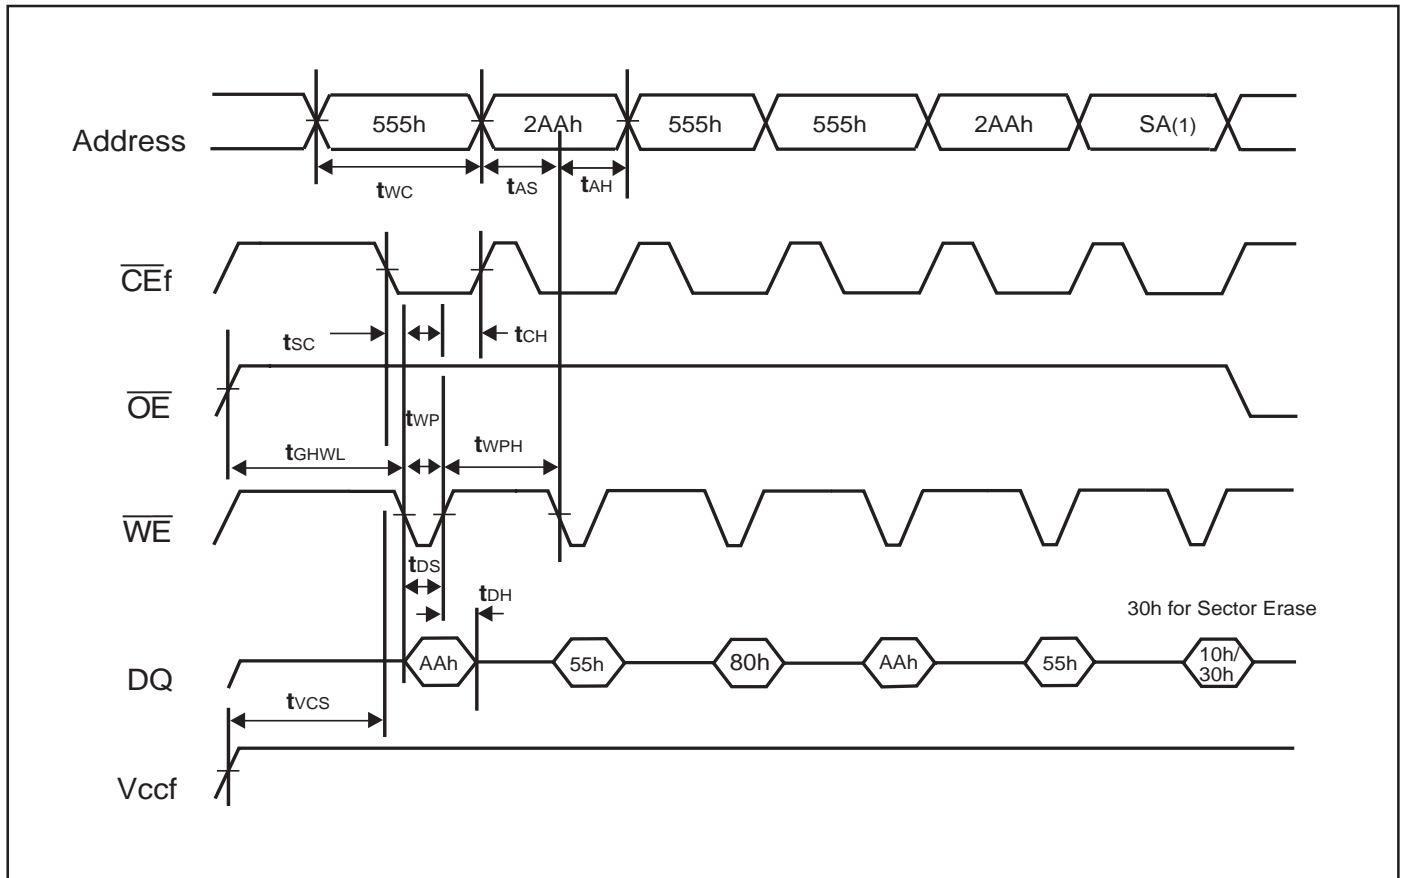 Address 555h 2AAh 555h 555h 2AAh SA(1)
tWC tAS tAH
CEf
tSC tCH
OE
tWP
tGHWL tWPH
WE
tDS
tDH
30h for Sector Erase
DQ AAh 55h 80h AAh 55h 10h/
30h
tVCS
Vccf